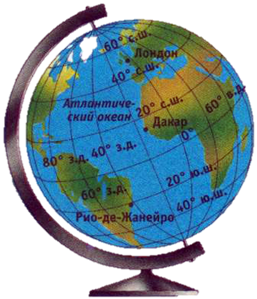 60° с.ш.
Лондон
40° с.ш.
Атлантиче-
ский океан
20° с.ш.
60° в.д.
Дакар
0°
80° з.д.
40° з.д.
60° з.д.
20° ю.ш.
Рио-де-Жанейро
40° ю.ш.